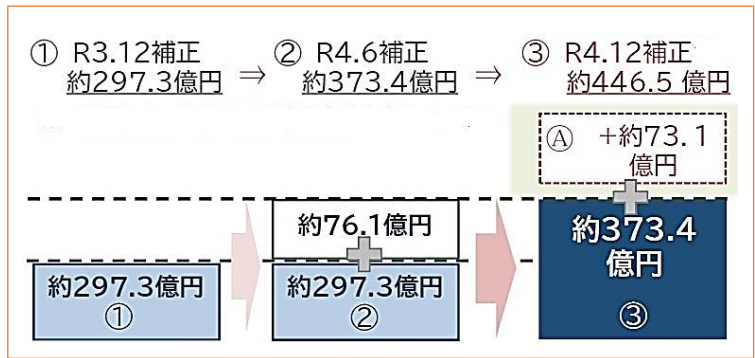 ① R3.12補正 ⇒ ② R4.6補正 ⇒ ③ R4.12補正
約297.3億円 約373.4億円 約446.5 億円
Ⓐ ＋約73.1
億円
約76.1億円
約373.4
億円
約297.3億円
①
約297.3億円
②
③